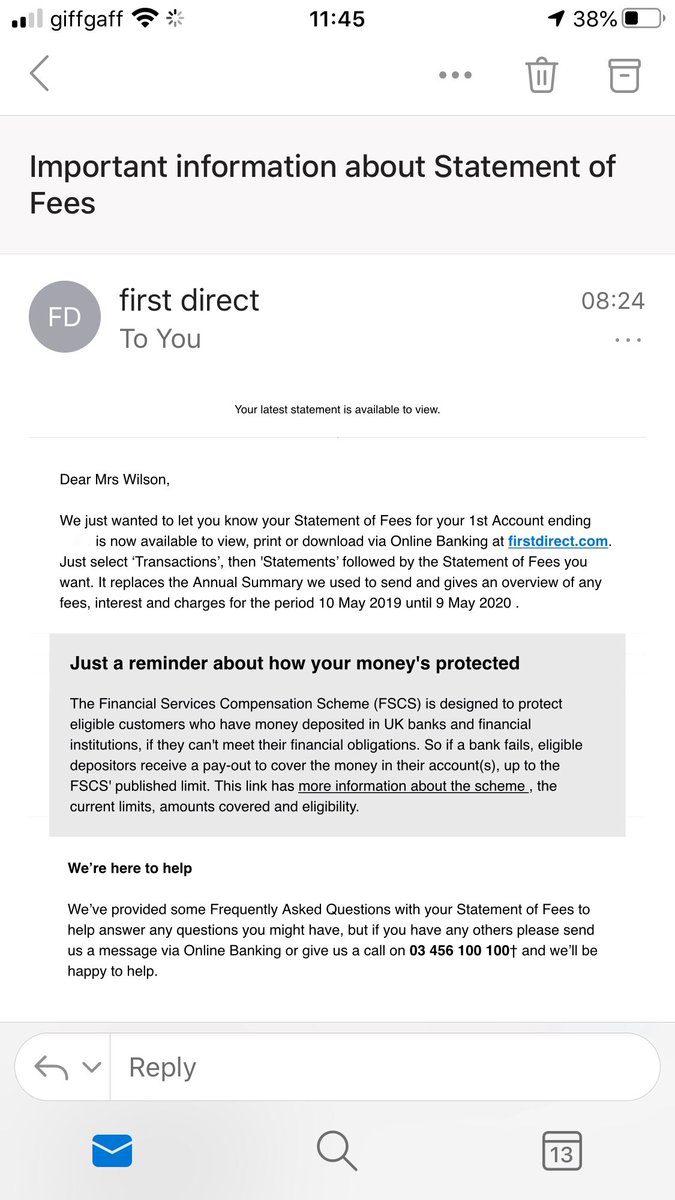 giffgaff 11:45 38%
Important information about Statement of
Fees
FD
first direct 08:24
To You
Your latest statement is available to view.
Dear Mrs Wilson,
We just wanted to let you know your Statement of Fees for your 1st Account ending
is now available to view, print or download via Online Banking at firstdirect.com.
Just select ‘Transactions’, then 'Statements’ followed by the Statement of Fees you
want. It replaces the Annual Summary we used to send and gives an overview of any
fees, interest and charges for the period 10 May 2019 until 9 May 2020 .
Just a reminder about how your money's protected
The Financial Services Compensation Scheme (FSCS) is designed to protect
eligible customers who have money deposited in UK banks and financial
institutions, if they can't meet their financial obligations. So if a bank fails, eligible
depositors receive a pay-out to cover the money in their account(s), up to the
FSCS' published limit. This link has more information about the scheme , the
current limits, amounts covered and eligibility.
We’re here to help
We’ve provided some Frequently Asked Questions with your Statement of Fees to
help answer any questions you might have, but if you have any others please send
us a message via Online Banking or give us a call on 03 456 100 100† and we’ll be
happy to help.
Reply
13